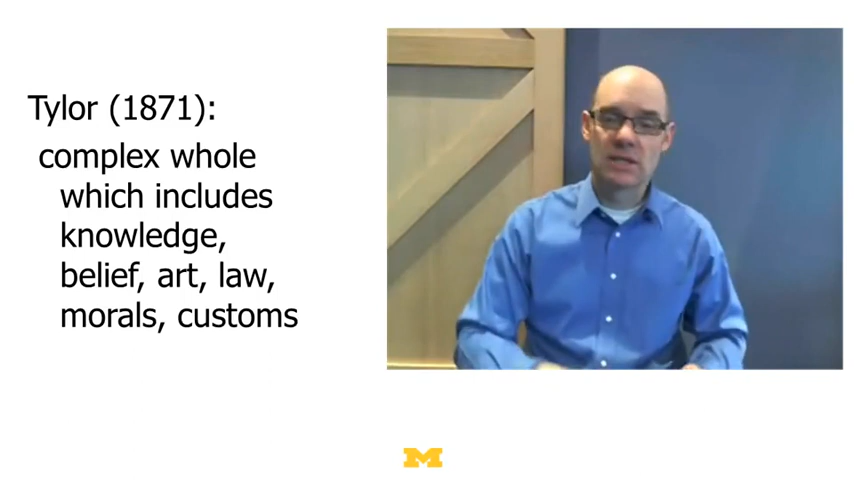 Tylor (1871):
complex whole
which includes
knowledge,
belief, art, law,
morals, customs
M